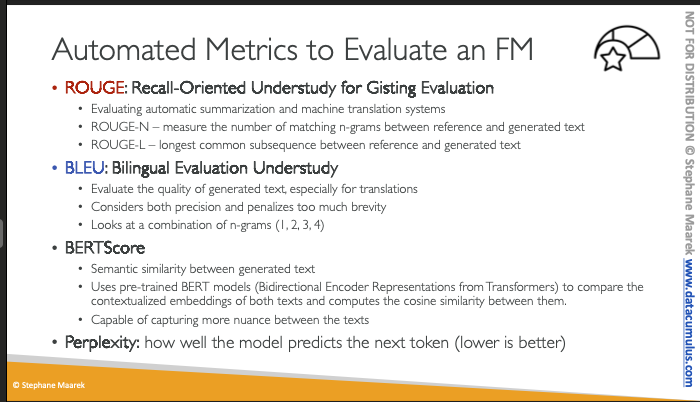 Automated Metrics to Evaluate an FM
• ROUGE: Recall-Oriented Understudy for Gisting Evaluation
• Evaluating automatic summarization and machine translation systems
• ROUGE-N – measure the number of matching n-grams between reference and generated text
• ROUGE-L – longest common subsequence between reference and generated text
• BLEU: Bilingual Evaluation Understudy
• Evaluate the quality of generated text, especially for translations
• Considers both precision and penalizes too much brevity
• Looks at a combination of n-grams (1, 2, 3, 4)
• BERTScore
• Semantic similarity between generated text
• Uses pre-trained BERT models (Bidirectional Encoder Representations from Transformers) to compare the
contextualized embeddings of both texts and computes the cosine similarity between them.
• Capable of capturing more nuance between the texts
• Perplexity: how well the model predicts the next token (lower is better)
© Stephane Maarek
NOT FOR DISTRIBUTION © Stephane Maarek www.datacumulus.com